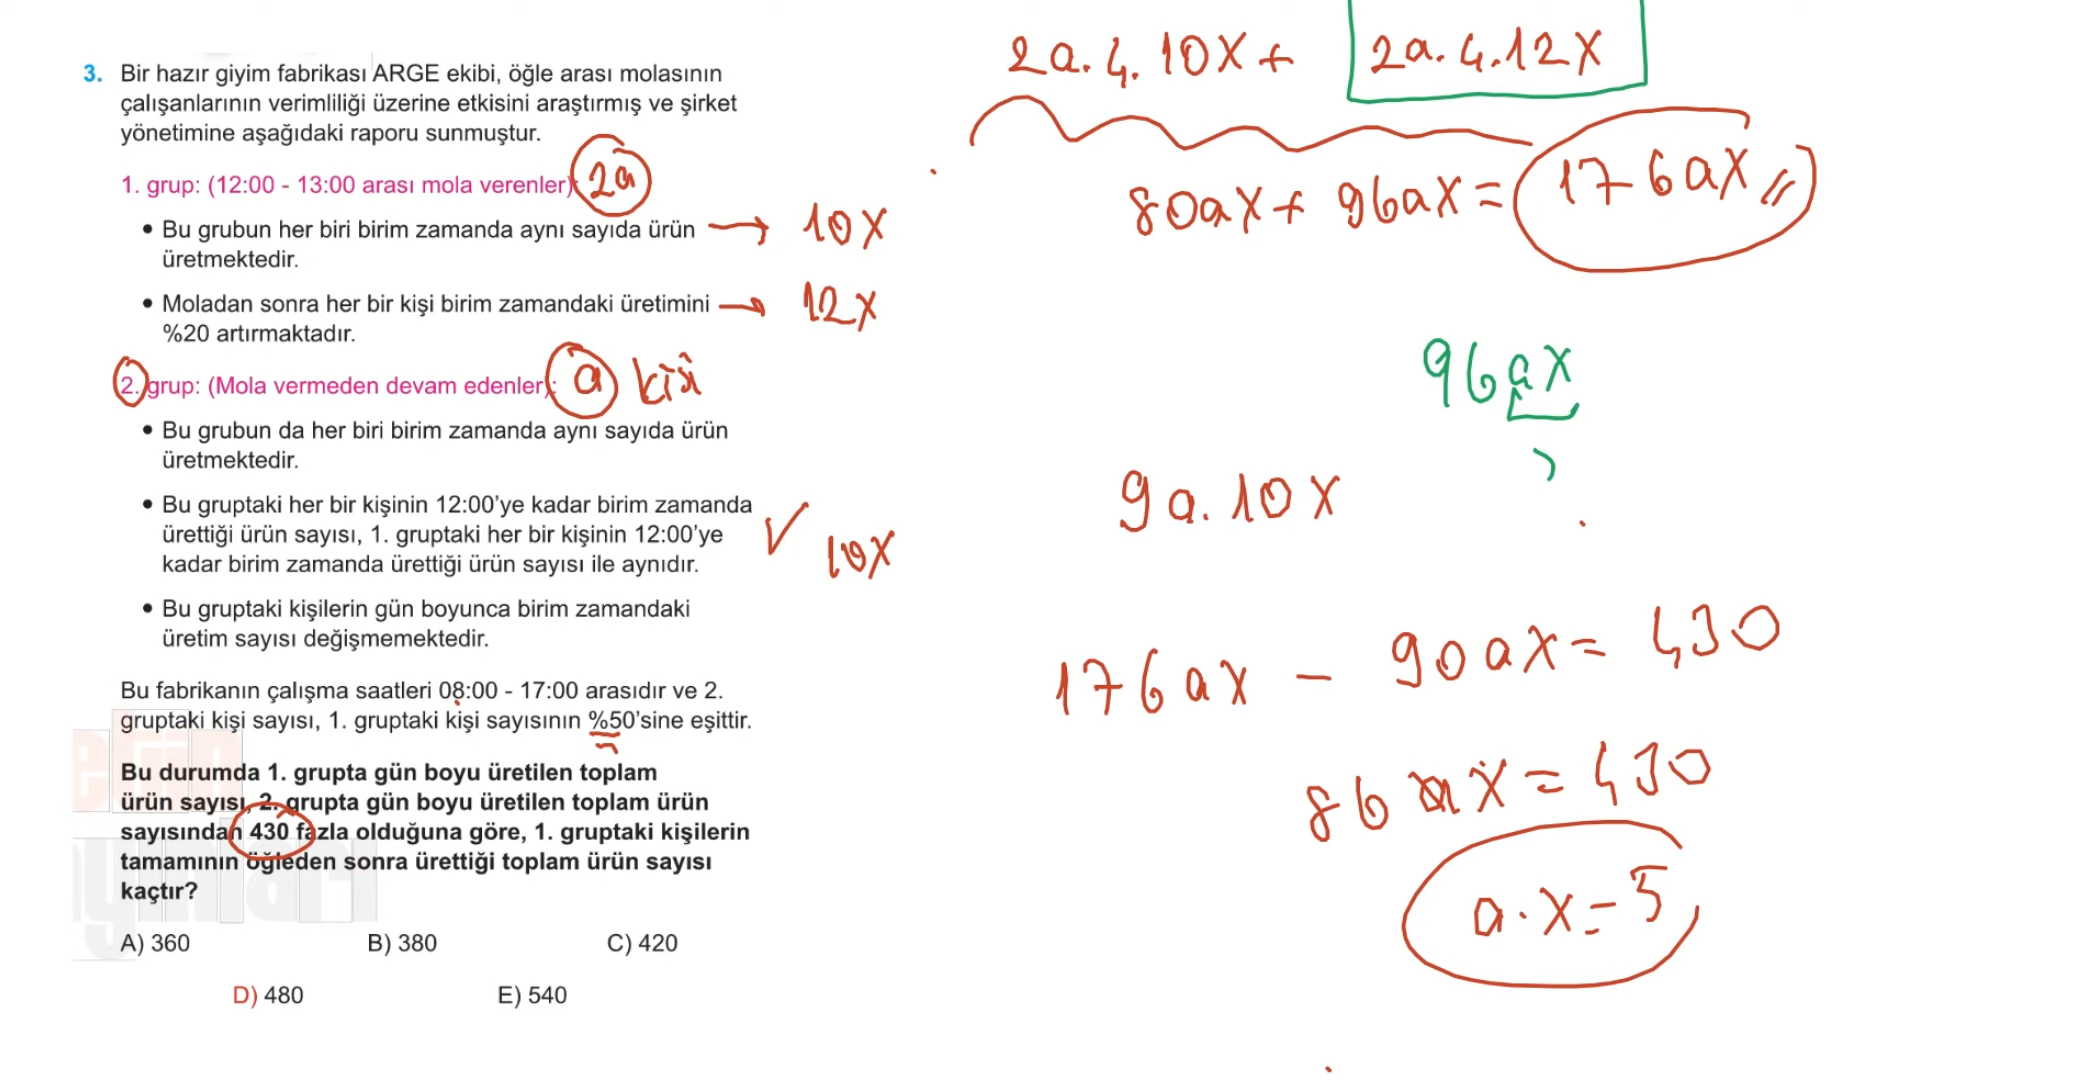 3. Bir hazır giyim fabrikası ARGE ekibi, öğle arası molasının
çalışanlarının verimliliği üzerine etkisini araştırmış ve şirket
yönetimine aşağıdaki raporu sunmuştur.
1. grup: (12:00 - 13:00 arası mola verenler): 2a
• Bu grubun her biri birim zamanda aynı sayıda ürün → 10x
üretmektedir.
• Moladan sonra her bir kişi birim zamandaki üretimini → 12x
%20 artırmaktadır.
2. grup: (Mola vermeden devam edenler): a kişi
• Bu grubun da her biri birim zamanda aynı sayıda ürün
üretmektedir.
• Bu gruptaki her bir kişinin 12:00'ye kadar birim zamanda
ürettiği ürün sayısı, 1. gruptaki her bir kişinin 12:00'ye ✓ 10x
kadar birim zamanda ürettiği ürün sayısı ile aynıdır.
• Bu gruptaki kişilerin gün boyunca birim zamandaki
üretim sayısı değişmemektedir.
Bu fabrikanın çalışma saatleri 08:00 - 17:00 arasıdır ve 2.
gruptaki kişi sayısı, 1. gruptaki kişi sayısının %50'sine eşittir.
Bu durumda 1. grupta gün boyu üretilen toplam
ürün sayısı, 2. grupta gün boyu üretilen toplam ürün
sayısından 430 fazla olduğuna göre, 1. gruptaki kişilerin
tamamının öğleden sonra ürettiği toplam ürün sayısı
kaçtır?
A) 360 B) 380 C) 420
D) 480 E) 540
2a.4.10x + 2a.4.12x
80ax + 96ax = 176ax
96ax
9a.10x
176ax - 90ax = 430
86ax = 430
a.x = 5